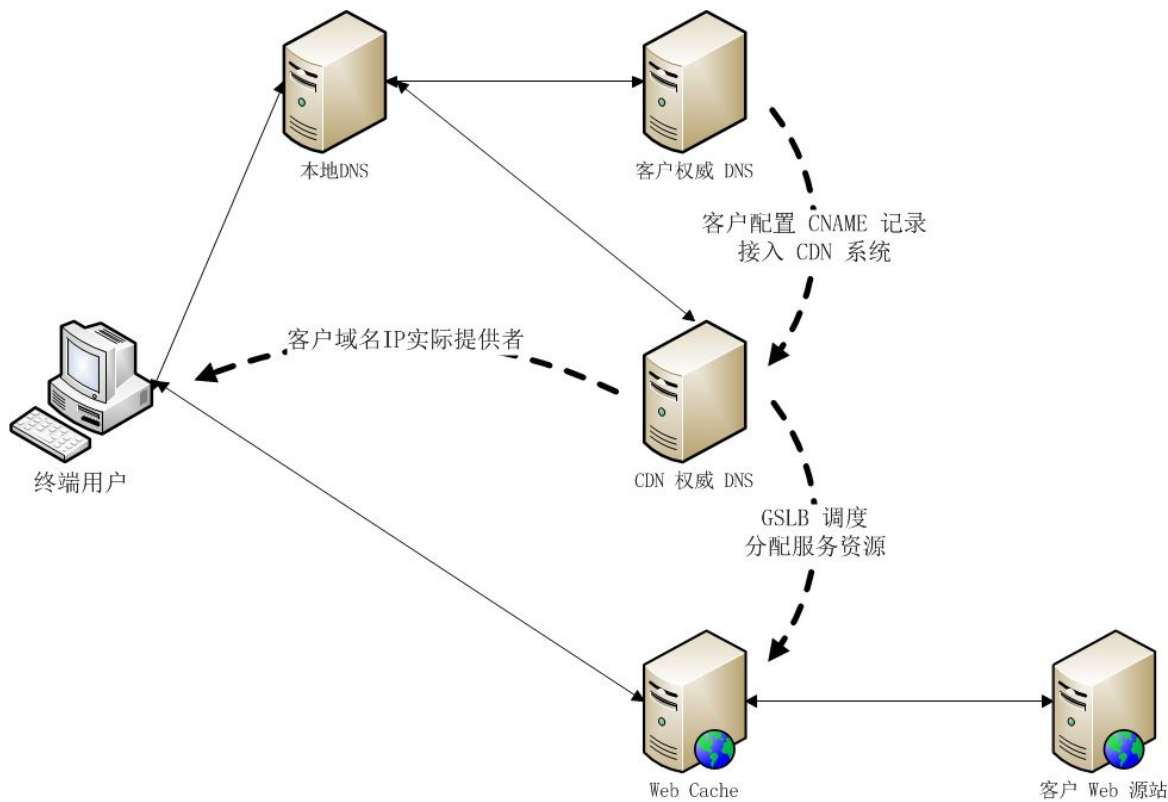 本地DNS
客户权威 DNS
客户配置 CNAME 记录
接入 CDN 系统
客户域名IP实际提供者
终端用户
CDN 权威 DNS
GSLB 调度
分配服务资源
Web Cache
客户 Web 源站